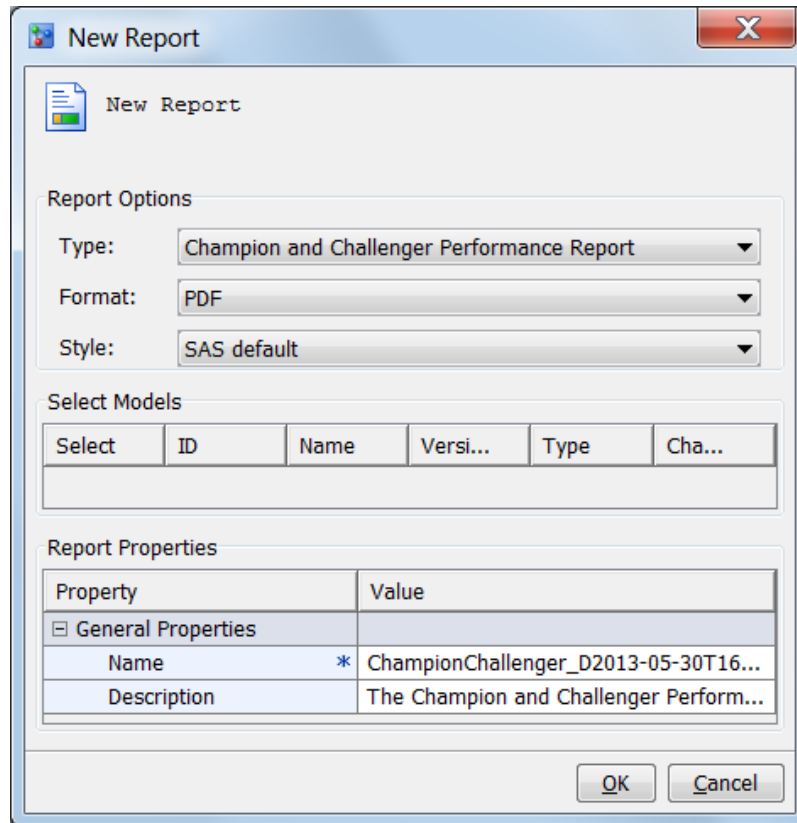 New Report
New Report
Report Options
Type: Champion and Challenger Performance Report
Format: PDF
Style: SAS default
Select Models
Select ID Name Versi... Type Cha...
Report Properties
Property Value
General Properties
Name * ChampionChallenger_D2013-05-30T16...
Description The Champion and Challenger Perform...
OK Cancel